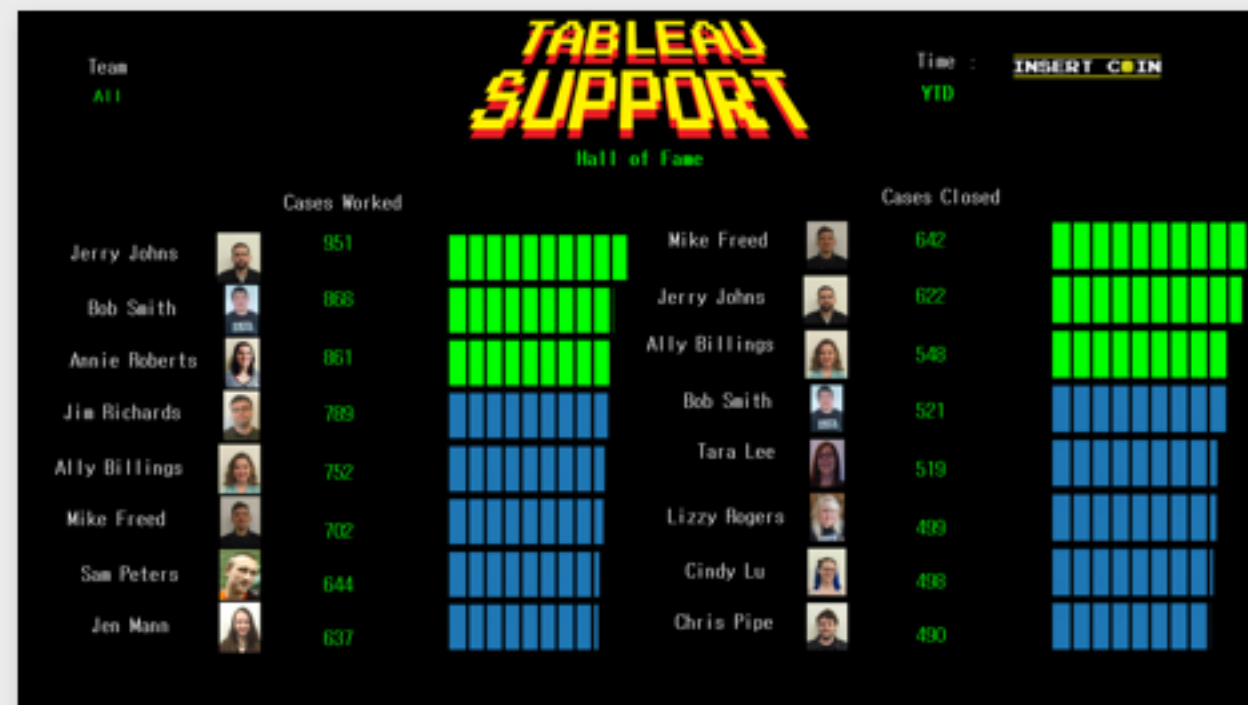 TABLEAU
SUPPORT
Hall of Fame
Team
All
Time :
YTD
INSERT COIN
Cases Worked
Jerry Johns 951
Bob Smith 868
Annie Roberts 861
Jim Richards 789
Ally Billings 752
Mike Freed 702
Sam Peters 644
Jen Mann 637
Cases Closed
Mike Freed 642
Jerry Johns 622
Ally Billings 548
Bob Smith 521
Tara Lee 519
Lizzy Rogers 499
Cindy Lu 498
Chris Pipe 490